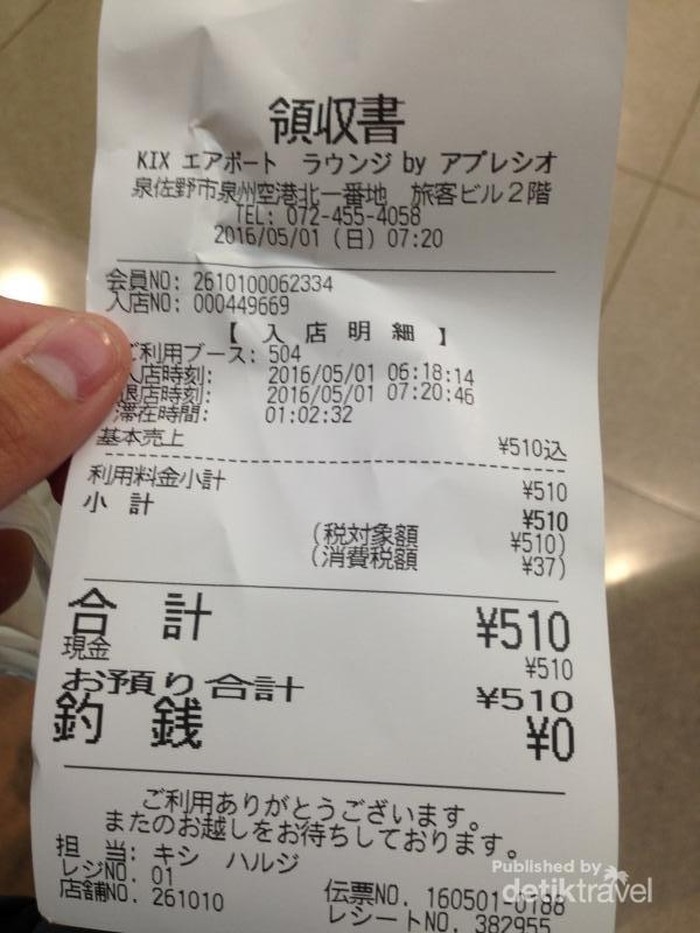 領収書
KIX エアポート ラウンジ by アプレシオ
泉佐野市泉州空港北一番地 旅客ビル2階
TEL: 072-455-4058
2016/05/01 (日) 07:20
会員NO: 2610100062334
入店NO: 000449669
【 入 店 明 細 】
ご利用ブース: 504
入店時刻: 2016/05/01 06:18:14
退店時刻: 2016/05/01 07:20:46
滞在時間: 01:02:32
基本売上 ¥510込
利用料金小計 ¥510
小 計 ¥510
(税対象額 ¥510)
(消費税額 ¥37)
合 計 ¥510
現金 ¥510
お預り合計 ¥510
釣 銭 ¥0
ご利用ありがとうございます。
またのお越しをお待ちしております。
担 当: キシ ハルジ
レジNO. 01
店舗NO. 261010 伝票NO. 160501-0188
レシートNO. 382955
Published by
detiktravel